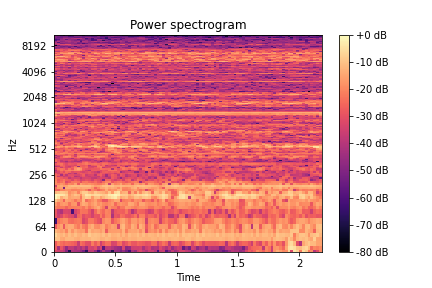 Power spectrogram
Hz
8192
4096
2048
1024
512
256
128
64
0
0
0.5
1
1.5
2
Time
+0 dB
-10 dB
-20 dB
-30 dB
-40 dB
-50 dB
-60 dB
-70 dB
-80 dB